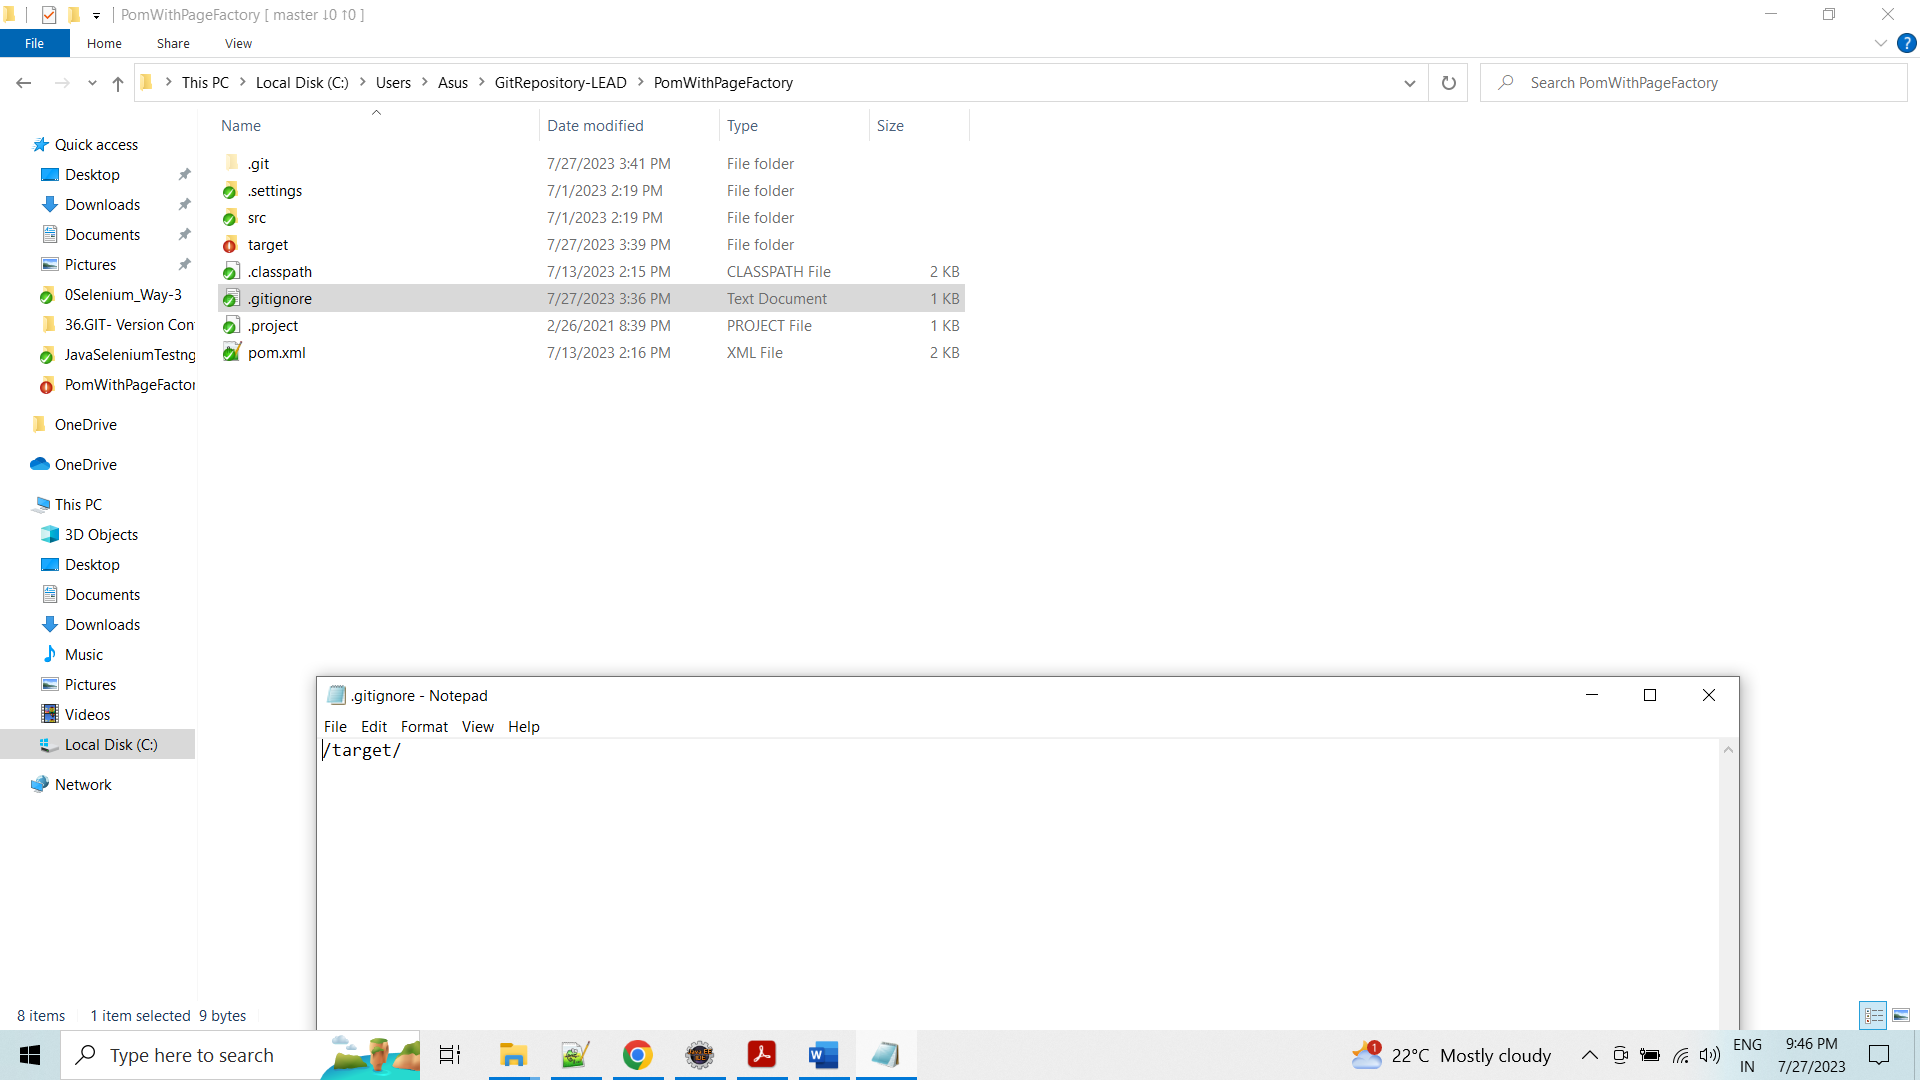 PomWithPageFactory [ master ↓0 ↑0 ]
File Home Share View
This PC > Local Disk (C:) > Users > Asus > GitRepository-LEAD > PomWithPageFactory
Search PomWithPageFactory
Name Date modified Type Size
.git 7/27/2023 3:41 PM File folder
.settings 7/1/2023 2:19 PM File folder
src 7/1/2023 2:19 PM File folder
target 7/27/2023 3:39 PM File folder
.classpath 7/13/2023 2:15 PM CLASSPATH File 2 KB
.gitignore 7/27/2023 3:36 PM Text Document 1 KB
.project 2/26/2021 8:39 PM PROJECT File 1 KB
pom.xml 7/13/2023 2:16 PM XML File 2 KB
Quick access
Desktop
Downloads
Documents
Pictures
0Selenium_Way-3
36.GIT- Version Con
JavaSeleniumTestng
PomWithPageFactor
OneDrive
OneDrive
This PC
3D Objects
Desktop
Documents
Downloads
Music
Pictures
Videos
Local Disk (C:)
Network
.gitignore - Notepad
File Edit Format View Help
/target/
8 items 1 item selected 9 bytes
Type here to search
1
22°C Mostly cloudy
ENG
IN
9:46 PM
7/27/2023